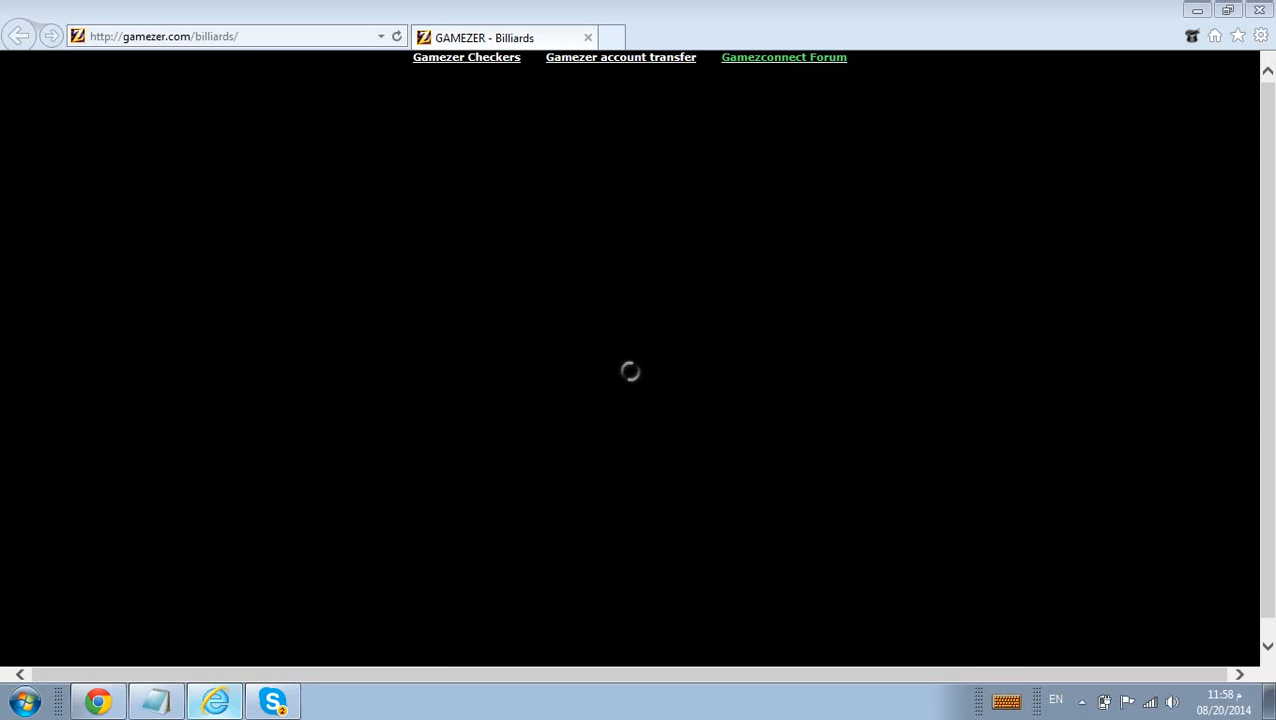 http://gamezer.com/billiards/
GAMEZER - Billiards
Gamezer Checkers Gamezer account transfer Gamezconnect Forum
2
EN
11:58 م
08/20/2014